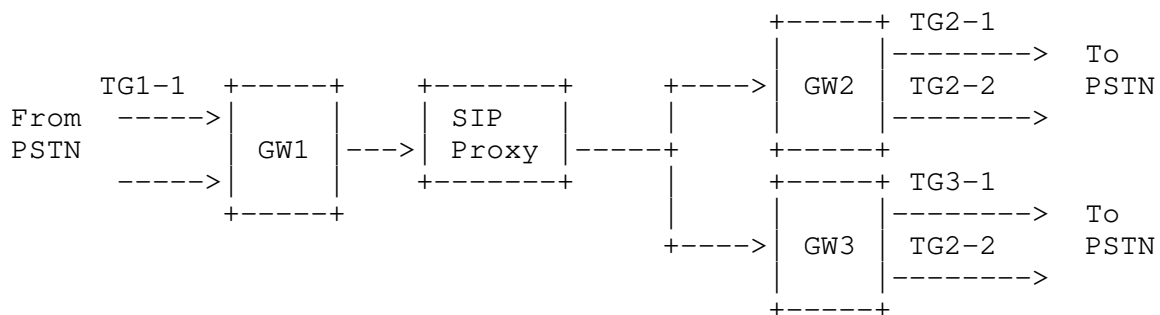 +-----+ TG2-1
| |--------> To
TG1-1 +-----+ +-------+ +---->| GW2 | TG2-2 PSTN
From ----->| | | SIP | | | |-------->
PSTN | GW1 |--->| Proxy |-----+ +-----+
----->| | +-------+ | +-----+ TG3-1
+-----+ | | |--------> To
+---->| GW3 | TG2-2 PSTN
| |-------->
+-----+